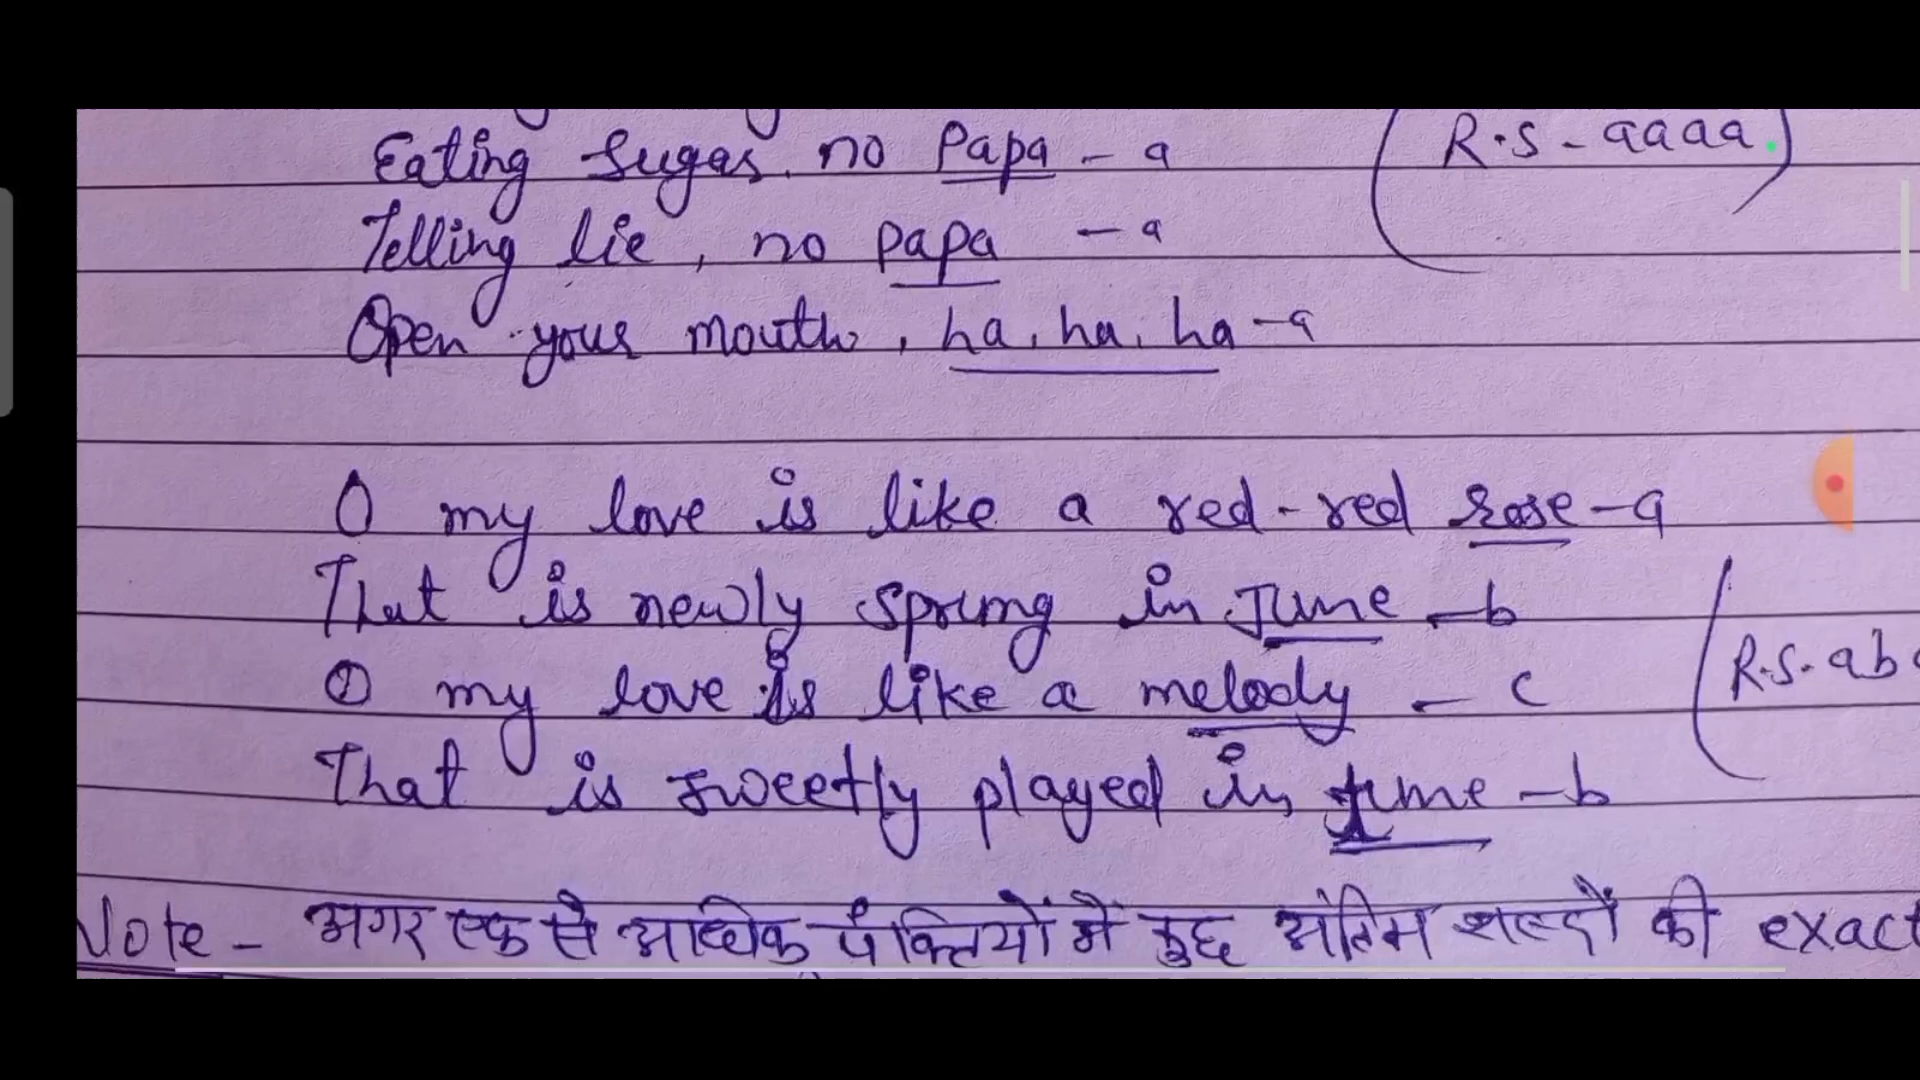 Eating Sugar, no Papa - a
(R.S - aaaa.)
Telling lie, no papa - a
Open your mouth, ha, ha, ha - a
O my love is like a red-red rose - a
That is newly sprung in June - b
O my love is like a melody - c
(R.S. ab
That is sweetly played in tune - b
Note - अगर एक से अधिक पंक्तियों में कुछ अंतिम शब्दों की exact